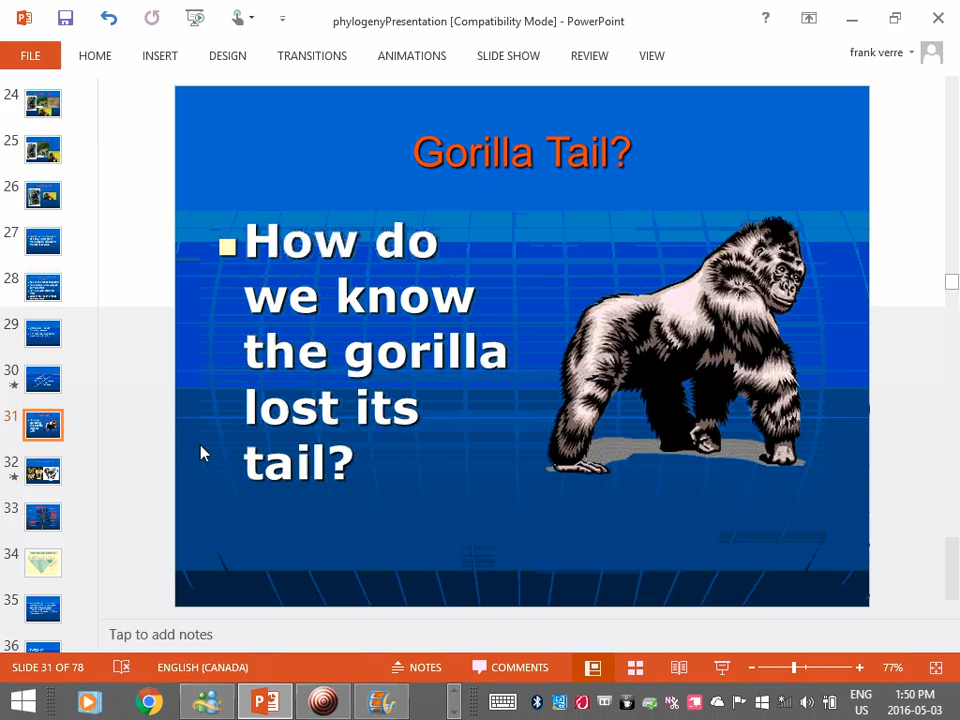 phylogenyPresentation [Compatibility Mode] - PowerPoint
?
FILE HOME INSERT DESIGN TRANSITIONS ANIMATIONS SLIDE SHOW REVIEW VIEW frank verre
24
25
26
27
28
29
30
31
32
33
34
35
36
Gorilla Tail?
How do
we know
the gorilla
lost its
tail?
Tap to add notes
SLIDE 31 OF 78 ENGLISH (CANADA) NOTES COMMENTS 77%
ENG 1:50 PM
US 2016-05-03